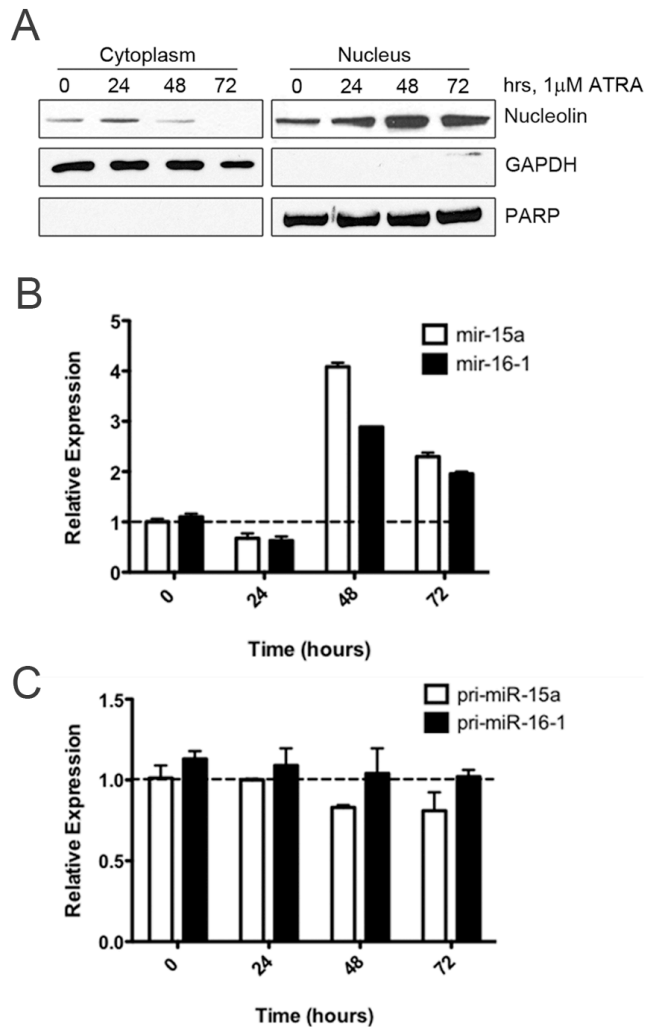 A
Cytoplasm Nucleus
0 24 48 72 0 24 48 72 hrs, 1μM ATRA
Nucleolin
GAPDH
PARP
B
mir-15a
mir-16-1
Relative Expression
5
4
3
2
1
0
0 24 48 72
Time (hours)
C
pri-miR-15a
pri-miR-16-1
Relative Expression
1.5
1.0
0.5
0.0
0 24 48 72
Time (hours)